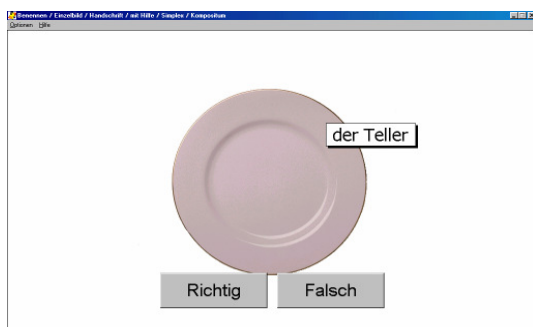 Benennen / Einzelbild / Handschrift / mit Hilfe / Simplex / Kompositum
Optionen Hilfe
der Teller
Richtig Falsch